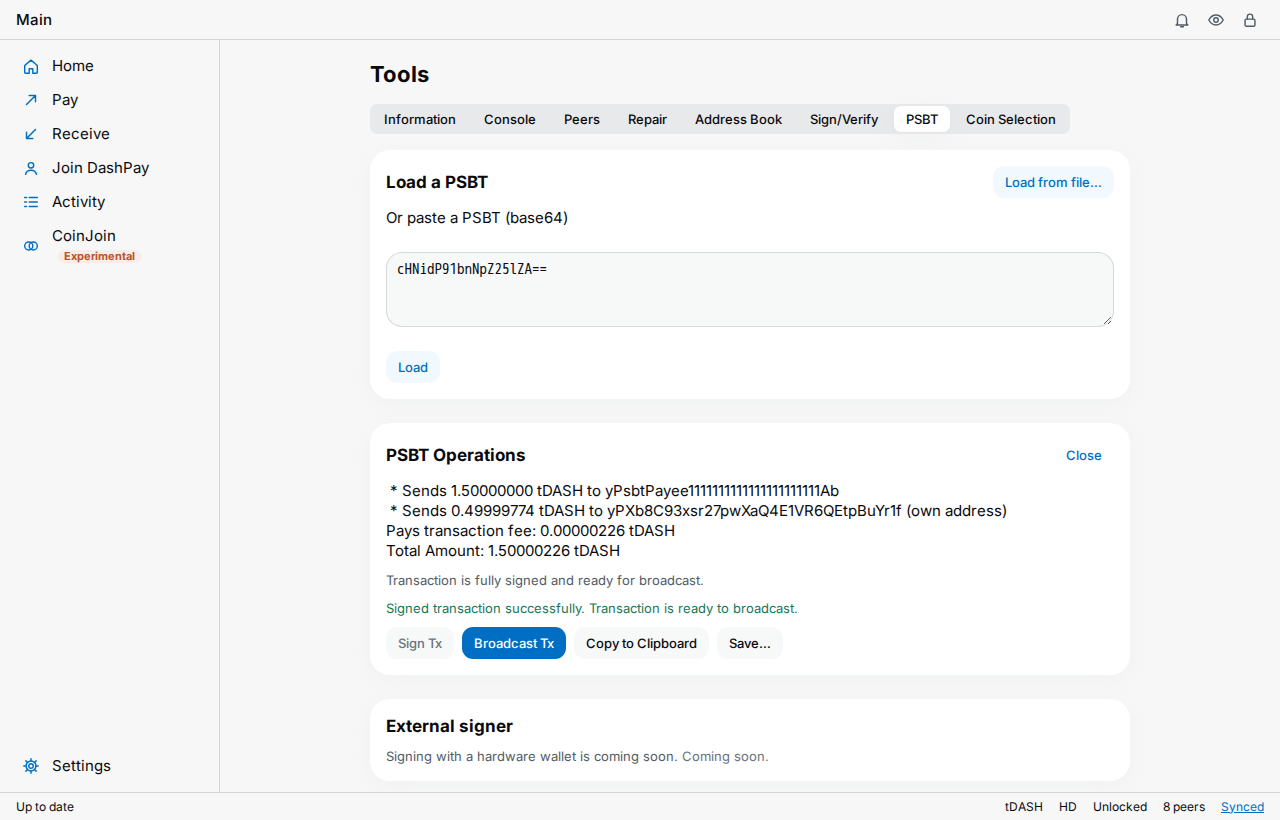 Main
Home
Pay
Receive
Join DashPay
Activity
CoinJoin
Experimental
Settings
Tools
Information Console Peers Repair Address Book Sign/Verify PSBT Coin Selection
Load a PSBT
Load from file...
Or paste a PSBT (base64)
cHNidP91bnNpZ25lZA==
Load
PSBT Operations
Close
* Sends 1.50000000 tDASH to yPsbtPayee1111111111111111111111Ab
* Sends 0.49999774 tDASH to yPXb8C93xsr27pwXaQ4E1VR6QEtpBuYr1f (own address)
Pays transaction fee: 0.00000226 tDASH
Total Amount: 1.50000226 tDASH
Transaction is fully signed and ready for broadcast.
Signed transaction successfully. Transaction is ready to broadcast.
Sign Tx Broadcast Tx Copy to Clipboard Save...
External signer
Signing with a hardware wallet is coming soon. Coming soon.
Up to date
tDASH HD Unlocked 8 peers Synced